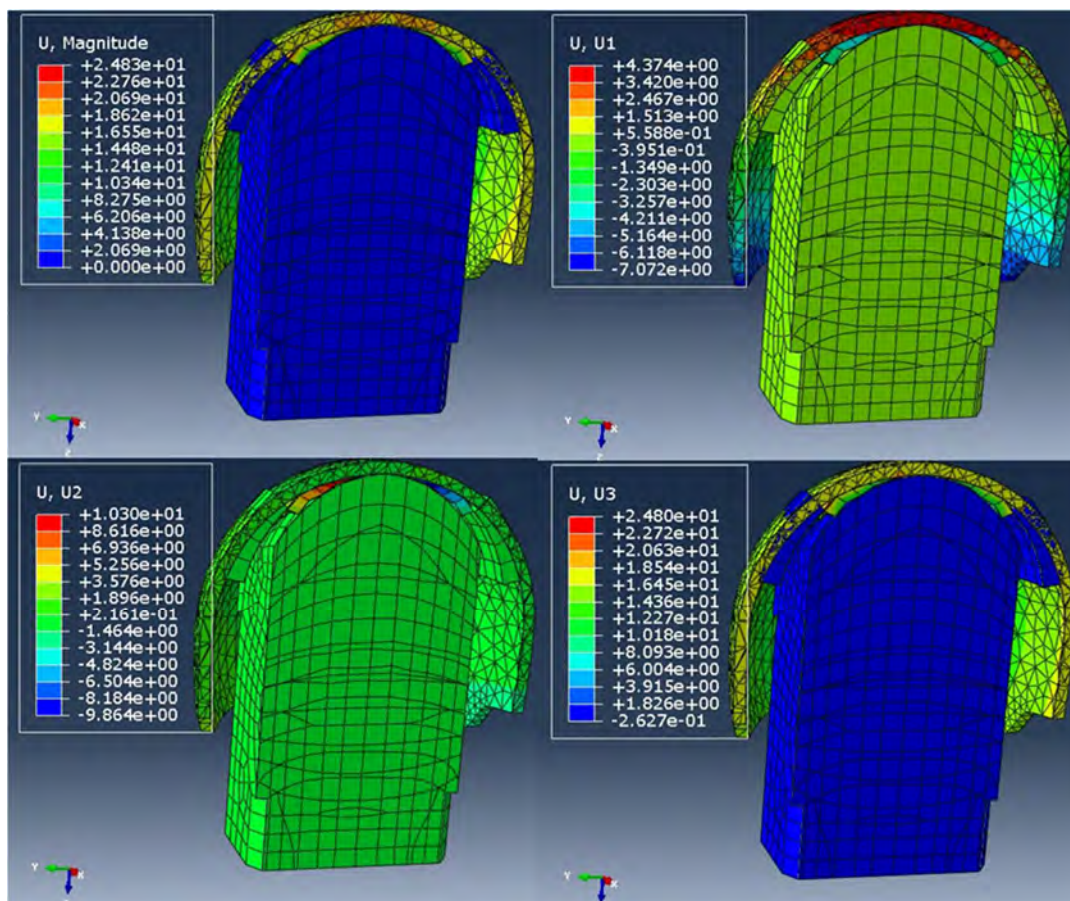 U, Magnitude
+2.483e+01
+2.276e+01
+2.069e+01
+1.862e+01
+1.655e+01
+1.448e+01
+1.241e+01
+1.034e+01
+8.275e+00
+6.206e+00
+4.138e+00
+2.069e+00
+0.000e+00
Y
X
Z
U, U1
+4.374e+00
+3.420e+00
+2.467e+00
+1.513e+00
+5.588e-01
-3.951e-01
-1.349e+00
-2.303e+00
-3.257e+00
-4.211e+00
-5.164e+00
-6.118e+00
-7.072e+00
Y
X
Z
U, U2
+1.030e+01
+8.616e+00
+6.936e+00
+5.256e+00
+3.576e+00
+1.896e+00
+2.161e-01
-1.464e+00
-3.144e+00
-4.824e+00
-6.504e+00
-8.184e+00
-9.864e+00
Y
X
U, U3
+2.480e+01
+2.272e+01
+2.063e+01
+1.854e+01
+1.645e+01
+1.436e+01
+1.227e+01
+1.018e+01
+8.093e+00
+6.004e+00
+3.915e+00
+1.826e+00
-2.627e-01
Y
X